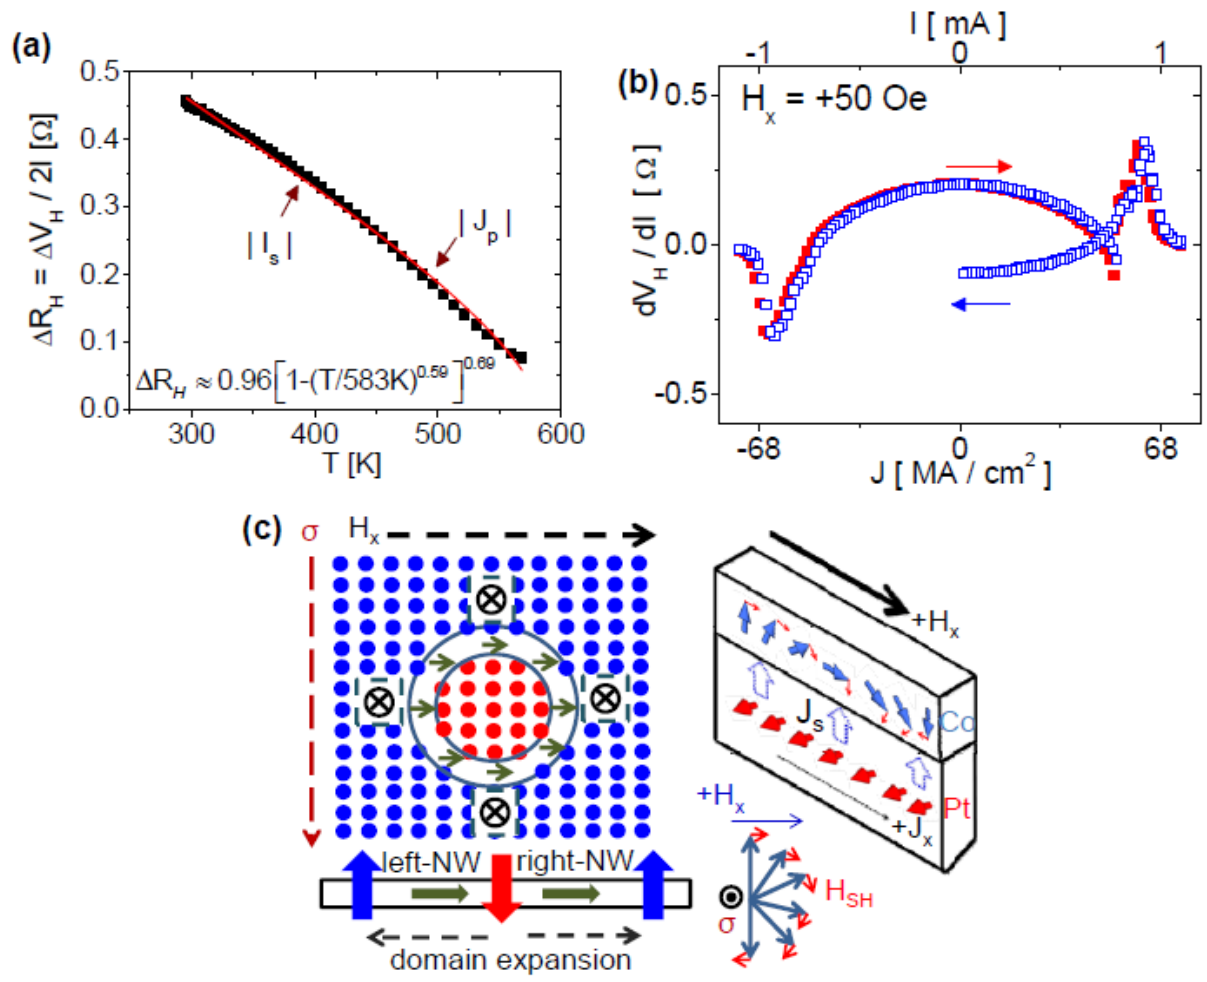 (a)
0.5
0.4
0.3
0.2
0.1
0.0
ΔR_H = ΔV_H / 2I [Ω]
| I_s |
| J_p |
ΔR_H ≈ 0.96[1-(T/583K)^0.59]^0.69
300 400 500 600
T [K]
I [ mA ]
-1 0 1
(b)
H_x = +50 Oe
0.5
0.0
-0.5
dV_H / dI [ Ω ]
-68 0 68
J [ MA / cm² ]
(c)
σ
H_x
left-NW
right-NW
domain expansion
+H_x
Co
J_s
Pt
+J_x
+H_x
H_SH
σ